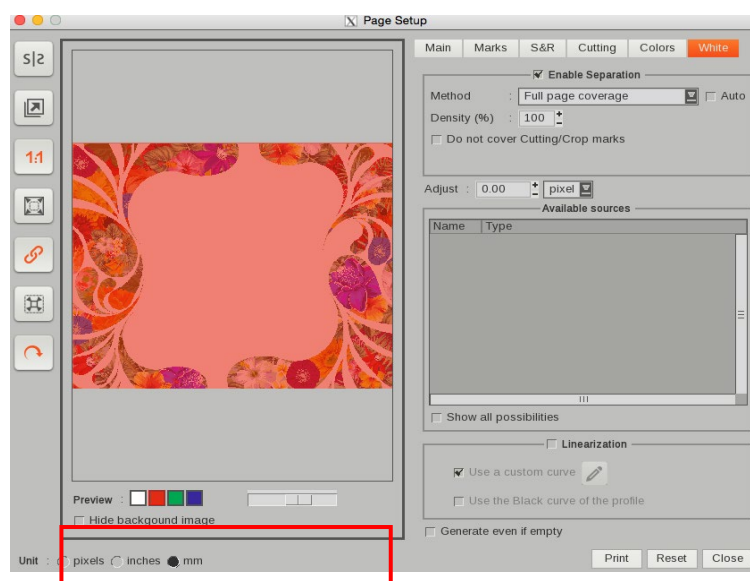 Page Setup
S|S
1:1
Main Marks S&R Cutting Colors White
Enable Separation
Method : Full page coverage Auto
Density (%) : 100
Do not cover Cutting/Crop marks
Adjust : 0.00 pixel
Available sources
Name Type
Show all possibilities
Linearization
Use a custom curve
Use the Black curve of the profile
Generate even if empty
Preview :
Hide backgound image
Unit : pixels inches mm
Print Reset Close